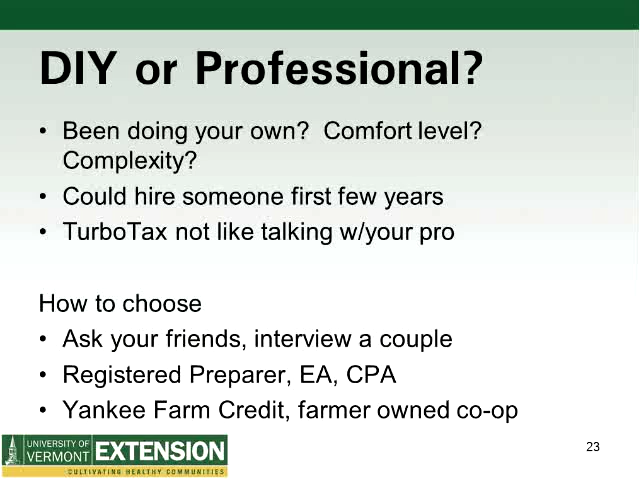 DIY or Professional?
• Been doing your own?  Comfort level?
Complexity?
• Could hire someone first few years
• TurboTax not like talking w/your pro
How to choose
• Ask your friends, interview a couple
• Registered Preparer, EA, CPA
• Yankee Farm Credit, farmer owned co-op
UNIVERSITY OF
VERMONT
EXTENSION
CULTIVATING HEALTHY COMMUNITIES
23